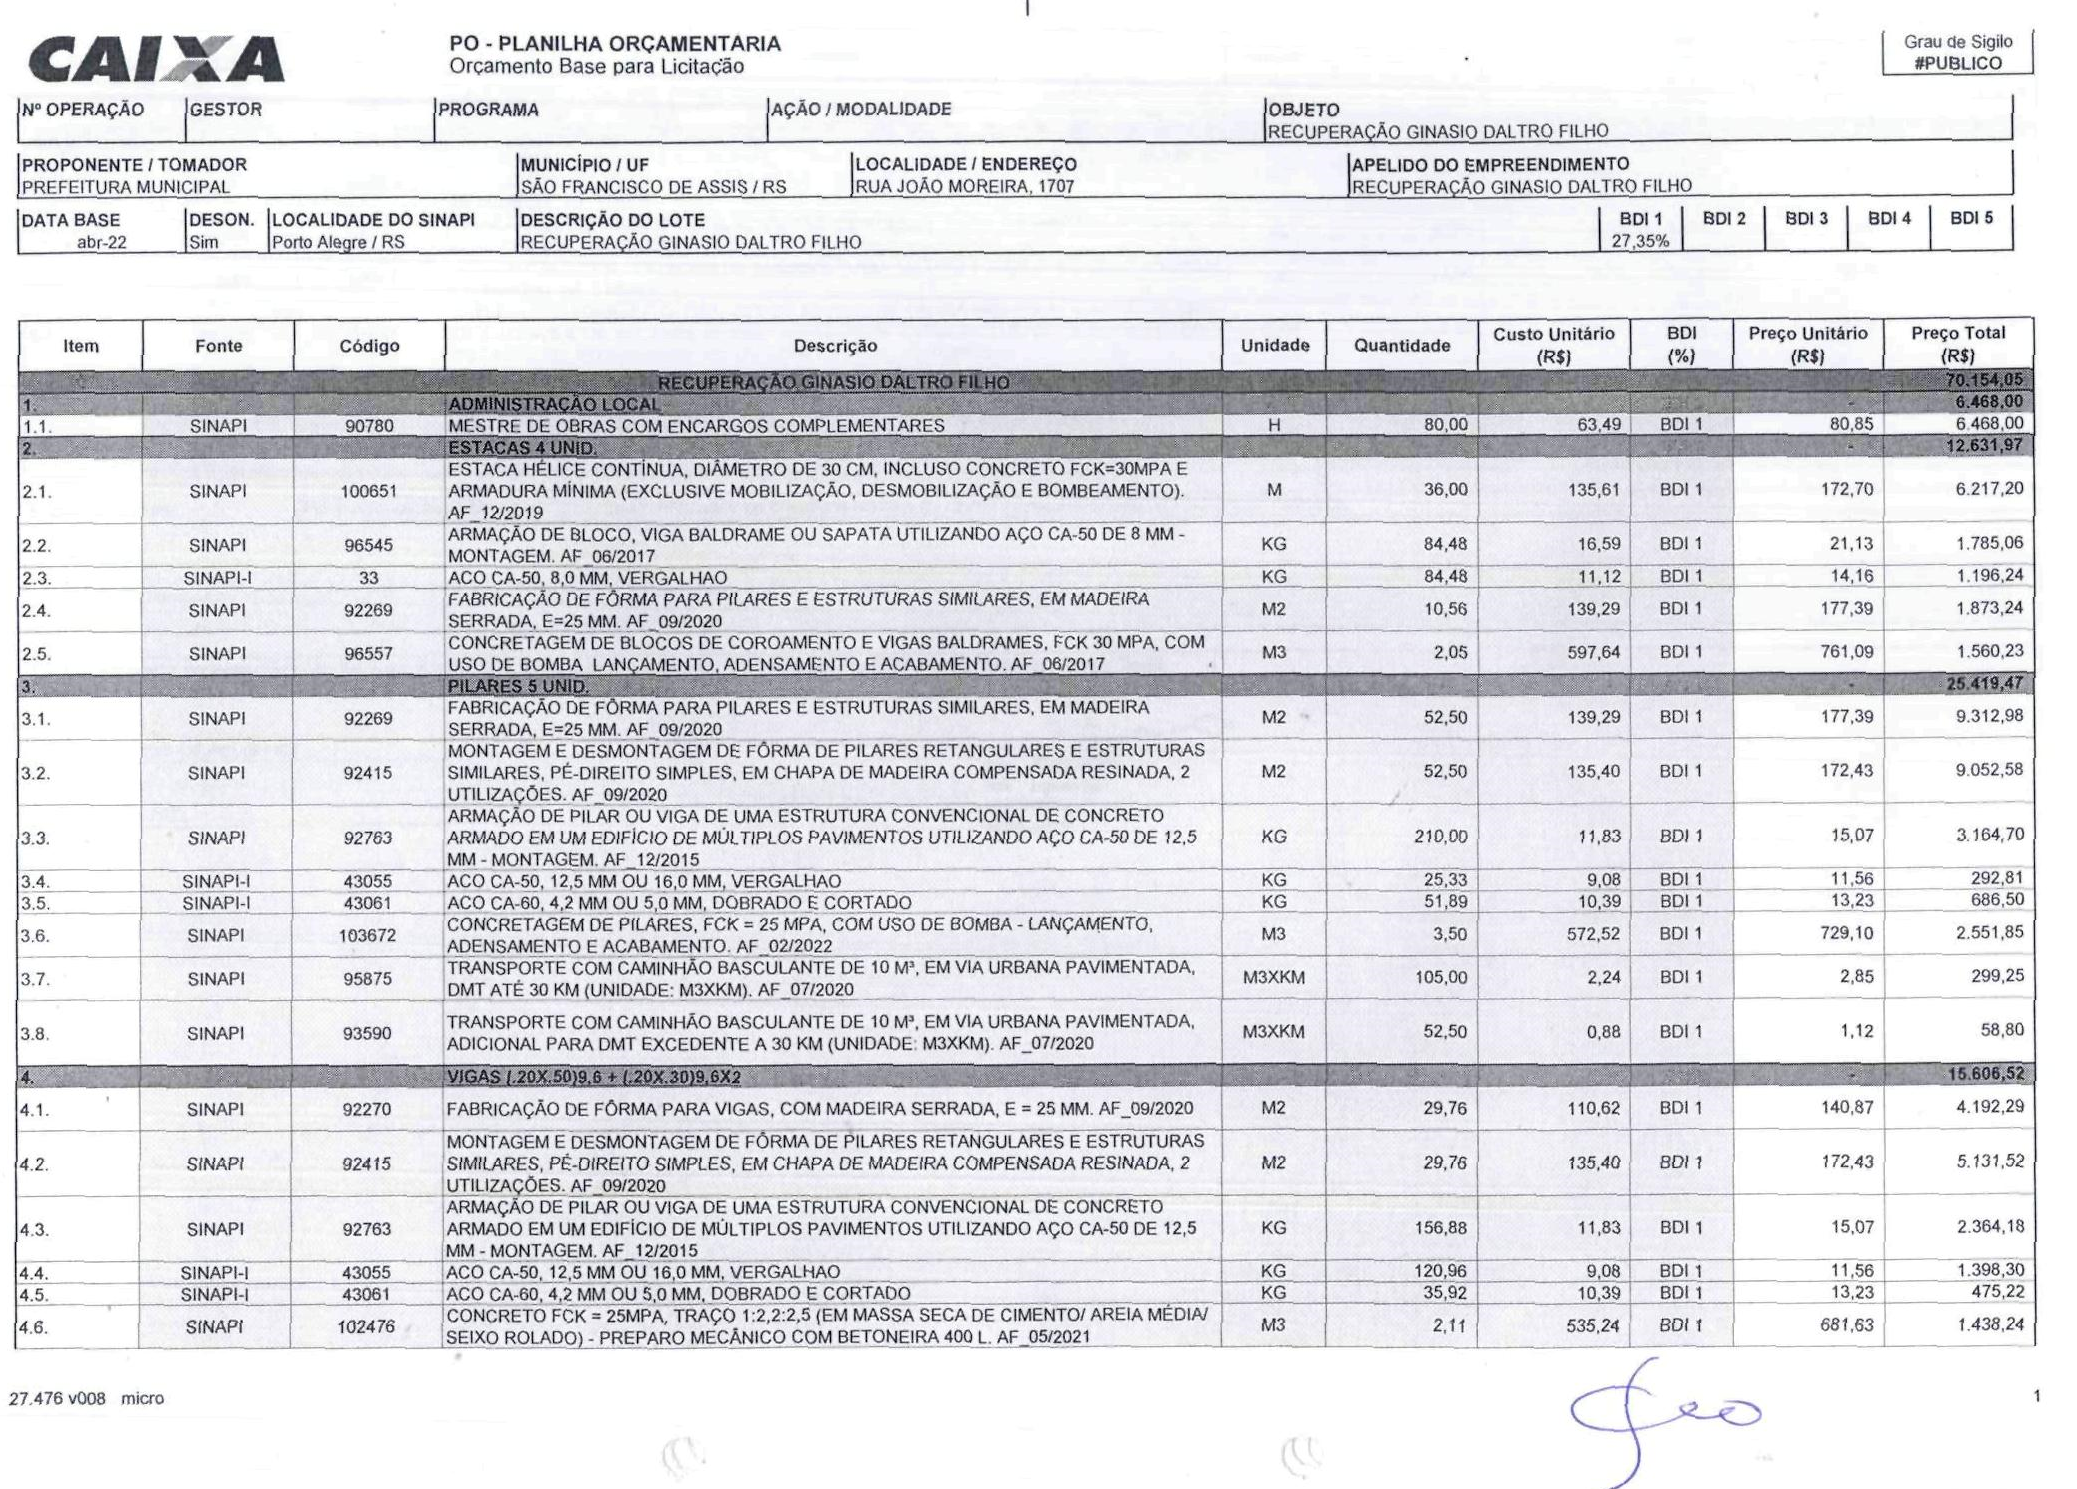 CAIXA
PO - PLANILHA ORÇAMENTARIA
Orçamento Base para Licitação
Grau de Sigilo
#PUBLICO
Nº OPERAÇÃO GESTOR PROGRAMA AÇÃO / MODALIDADE OBJETO
RECUPERAÇÃO GINASIO DALTRO FILHO
PROPONENTE / TOMADOR MUNICÍPIO / UF LOCALIDADE / ENDEREÇO APELIDO DO EMPREENDIMENTO
PREFEITURA MUNICIPAL SÃO FRANCISCO DE ASSIS / RS RUA JOÃO MOREIRA, 1707 RECUPERAÇÃO GINASIO DALTRO FILHO
DATA BASE DESON. LOCALIDADE DO SINAPI DESCRIÇÃO DO LOTE BDI 1 BDI 2 BDI 3 BDI 4 BDI 5
abr-22 Sim Porto Alegre / RS RECUPERAÇÃO GINASIO DALTRO FILHO 27,35%
Item Fonte Código Descrição Unidade Quantidade Custo Unitário (R$) BDI (%) Preço Unitário (R$) Preço Total (R$)
RECUPERAÇÃO GINASIO DALTRO FILHO 70.154,05
1. ADMINISTRAÇÃO LOCAL - 6.468,00
1.1. SINAPI 90780 MESTRE DE OBRAS COM ENCARGOS COMPLEMENTARES H 80,00 63,49 BDI 1 80,85 6.468,00
2. ESTACAS 4 UNID. - 12.631,97
ESTACA HÉLICE CONTÍNUA, DIÂMETRO DE 30 CM, INCLUSO CONCRETO FCK=30MPA E
2.1. SINAPI 100651 ARMADURA MÍNIMA (EXCLUSIVE MOBILIZAÇÃO, DESMOBILIZAÇÃO E BOMBEAMENTO). M 36,00 135,61 BDI 1 172,70 6.217,20
AF_12/2019
ARMAÇÃO DE BLOCO, VIGA BALDRAME OU SAPATA UTILIZANDO AÇO CA-50 DE 8 MM -
2.2. SINAPI 96545 MONTAGEM. AF_06/2017 KG 84,48 16,59 BDI 1 21,13 1.785,06
2.3. SINAPI-I 33 ACO CA-50, 8,0 MM, VERGALHAO KG 84,48 11,12 BDI 1 14,16 1.196,24
FABRICAÇÃO DE FÔRMA PARA PILARES E ESTRUTURAS SIMILARES, EM MADEIRA
2.4. SINAPI 92269 SERRADA, E=25 MM. AF_09/2020 M2 10,56 139,29 BDI 1 177,39 1.873,24
CONCRETAGEM DE BLOCOS DE COROAMENTO E VIGAS BALDRAMES, FCK 30 MPA, COM
2.5. SINAPI 96557 USO DE BOMBA LANÇAMENTO, ADENSAMENTO E ACABAMENTO. AF_06/2017 M3 2,05 597,64 BDI 1 761,09 1.560,23
3. PILARES 5 UNID. - 25.419,47
FABRICAÇÃO DE FÔRMA PARA PILARES E ESTRUTURAS SIMILARES, EM MADEIRA
3.1. SINAPI 92269 SERRADA, E=25 MM. AF_09/2020 M2 52,50 139,29 BDI 1 177,39 9.312,98
MONTAGEM E DESMONTAGEM DE FÔRMA DE PILARES RETANGULARES E ESTRUTURAS
3.2. SINAPI 92415 SIMILARES, PÉ-DIREITO SIMPLES, EM CHAPA DE MADEIRA COMPENSADA RESINADA, 2 M2 52,50 135,40 BDI 1 172,43 9.052,58
UTILIZAÇÕES. AF_09/2020
ARMAÇÃO DE PILAR OU VIGA DE UMA ESTRUTURA CONVENCIONAL DE CONCRETO
3.3. SINAPI 92763 ARMADO EM UM EDIFÍCIO DE MÚLTIPLOS PAVIMENTOS UTILIZANDO AÇO CA-50 DE 12,5 KG 210,00 11,83 BDI 1 15,07 3.164,70
MM - MONTAGEM. AF_12/2015
3.4. SINAPI-I 43055 ACO CA-50, 12,5 MM OU 16,0 MM, VERGALHAO KG 25,33 9,08 BDI 1 11,56 292,81
3.5. SINAPI-I 43061 ACO CA-60, 4,2 MM OU 5,0 MM, DOBRADO E CORTADO KG 51,89 10,39 BDI 1 13,23 686,50
CONCRETAGEM DE PILARES, FCK = 25 MPA, COM USO DE BOMBA - LANÇAMENTO,
3.6. SINAPI 103672 ADENSAMENTO E ACABAMENTO. AF_02/2022 M3 3,50 572,52 BDI 1 729,10 2.551,85
TRANSPORTE COM CAMINHÃO BASCULANTE DE 10 M³, EM VIA URBANA PAVIMENTADA,
3.7. SINAPI 95875 DMT ATÉ 30 KM (UNIDADE: M3XKM). AF_07/2020 M3XKM 105,00 2,24 BDI 1 2,85 299,25
TRANSPORTE COM CAMINHÃO BASCULANTE DE 10 M³, EM VIA URBANA PAVIMENTADA,
3.8. SINAPI 93590 ADICIONAL PARA DMT EXCEDENTE A 30 KM (UNIDADE: M3XKM). AF_07/2020 M3XKM 52,50 0,88 BDI 1 1,12 58,80
4. VIGAS (.20X.50)9,6 + (.20X.30)9,6X2 - 15.606,52
4.1. SINAPI 92270 FABRICAÇÃO DE FÔRMA PARA VIGAS, COM MADEIRA SERRADA, E = 25 MM. AF_09/2020 M2 29,76 110,62 BDI 1 140,87 4.192,29
MONTAGEM E DESMONTAGEM DE FÔRMA DE PILARES RETANGULARES E ESTRUTURAS
4.2. SINAPI 92415 SIMILARES, PÉ-DIREITO SIMPLES, EM CHAPA DE MADEIRA COMPENSADA RESINADA, 2 M2 29,76 135,40 BDI 1 172,43 5.131,52
UTILIZAÇÕES. AF_09/2020
ARMAÇÃO DE PILAR OU VIGA DE UMA ESTRUTURA CONVENCIONAL DE CONCRETO
4.3. SINAPI 92763 ARMADO EM UM EDIFÍCIO DE MÚLTIPLOS PAVIMENTOS UTILIZANDO AÇO CA-50 DE 12,5 KG 156,88 11,83 BDI 1 15,07 2.364,18
MM - MONTAGEM. AF_12/2015
4.4. SINAPI-I 43055 ACO CA-50, 12,5 MM OU 16,0 MM, VERGALHAO KG 120,96 9,08 BDI 1 11,56 1.398,30
4.5. SINAPI-I 43061 ACO CA-60, 4,2 MM OU 5,0 MM, DOBRADO E CORTADO KG 35,92 10,39 BDI 1 13,23 475,22
CONCRETO FCK = 25MPA, TRAÇO 1:2,2:2,5 (EM MASSA SECA DE CIMENTO/ AREIA MÉDIA/
4.6. SINAPI 102476 SEIXO ROLADO) - PREPARO MECÂNICO COM BETONEIRA 400 L. AF_05/2021 M3 2,11 535,24 BDI 1 681,63 1.438,24
27.476 v008 micro 1